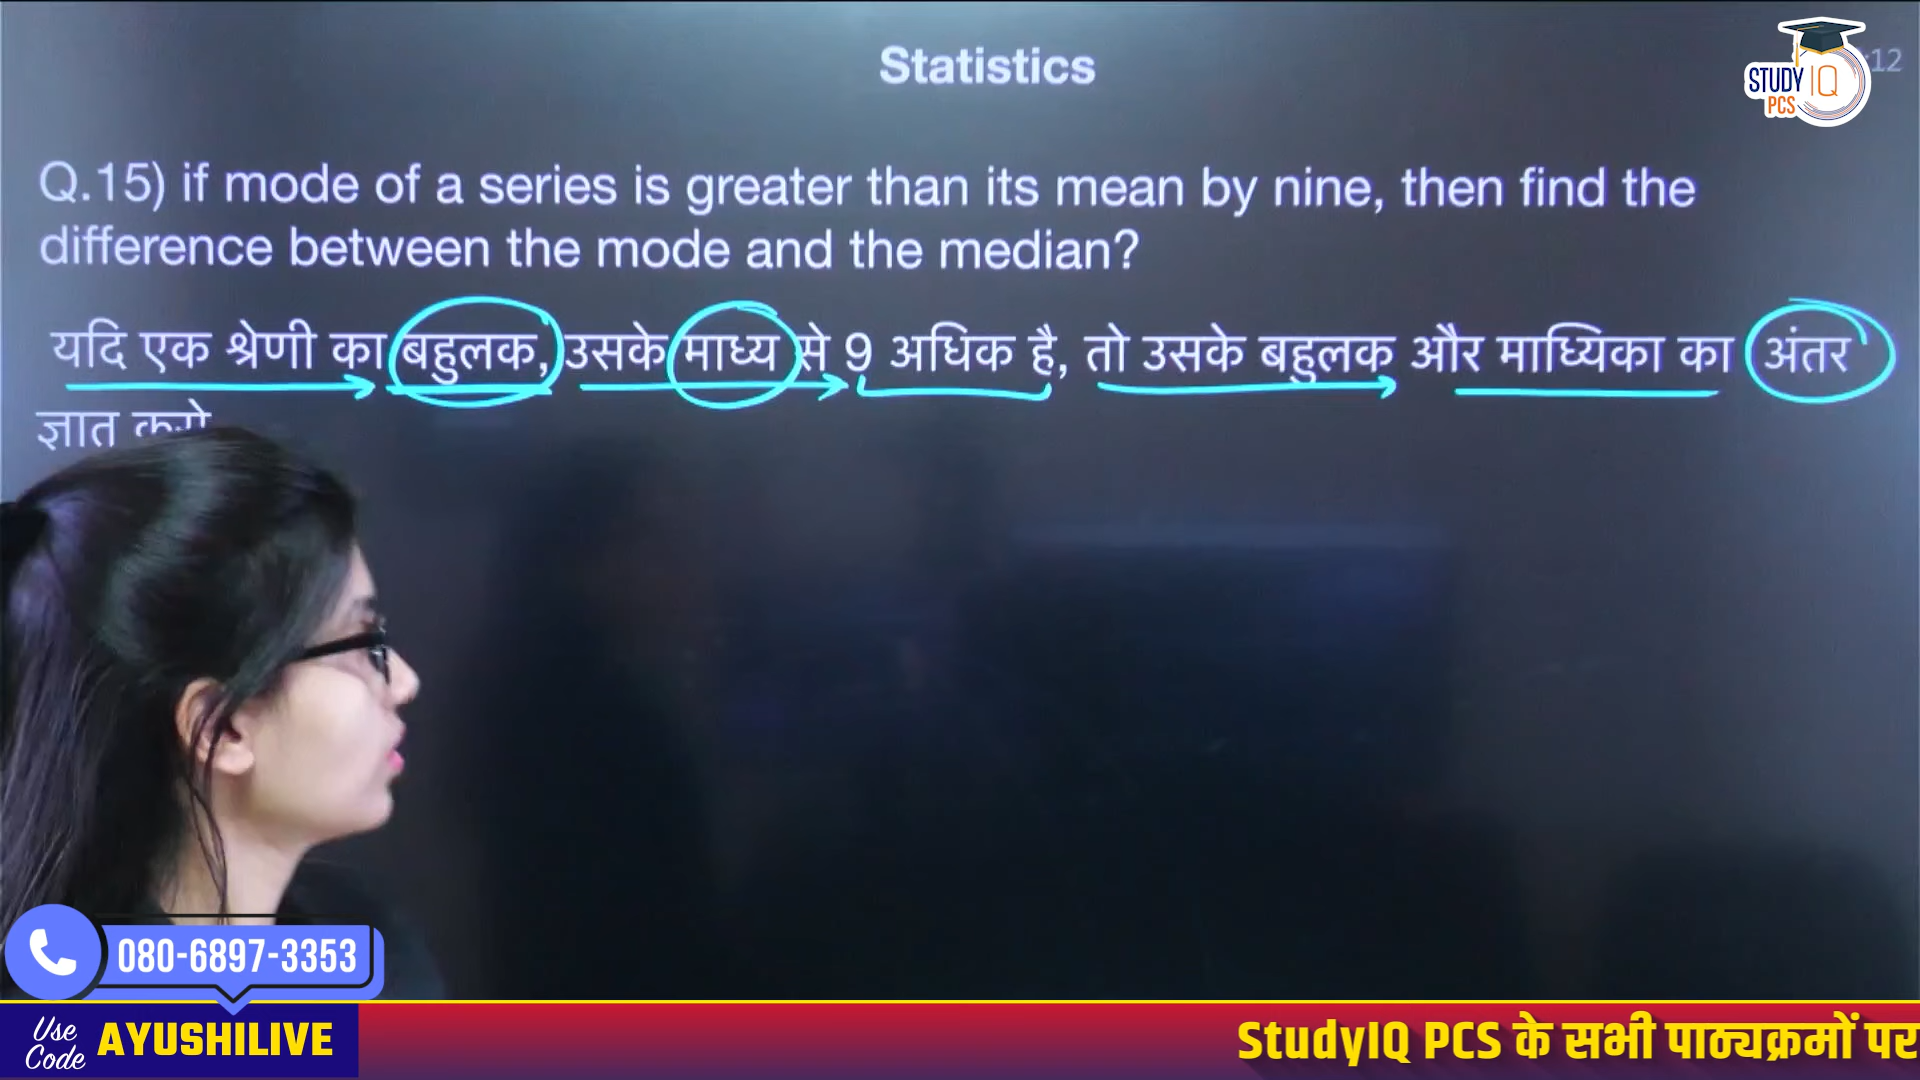 Statistics
STUDY IQ
PCS
:12
Q.15) if mode of a series is greater than its mean by nine, then find the
difference between the mode and the median?
यदि एक श्रेणी का बहुलक, उसके माध्य से 9 अधिक है, तो उसके बहुलक और माध्यिका का अंतर
ज्ञात करो
080-6897-3353
Use
Code
AYUSHILIVE
StudyIQ PCS के सभी पाठ्यक्रमों पर